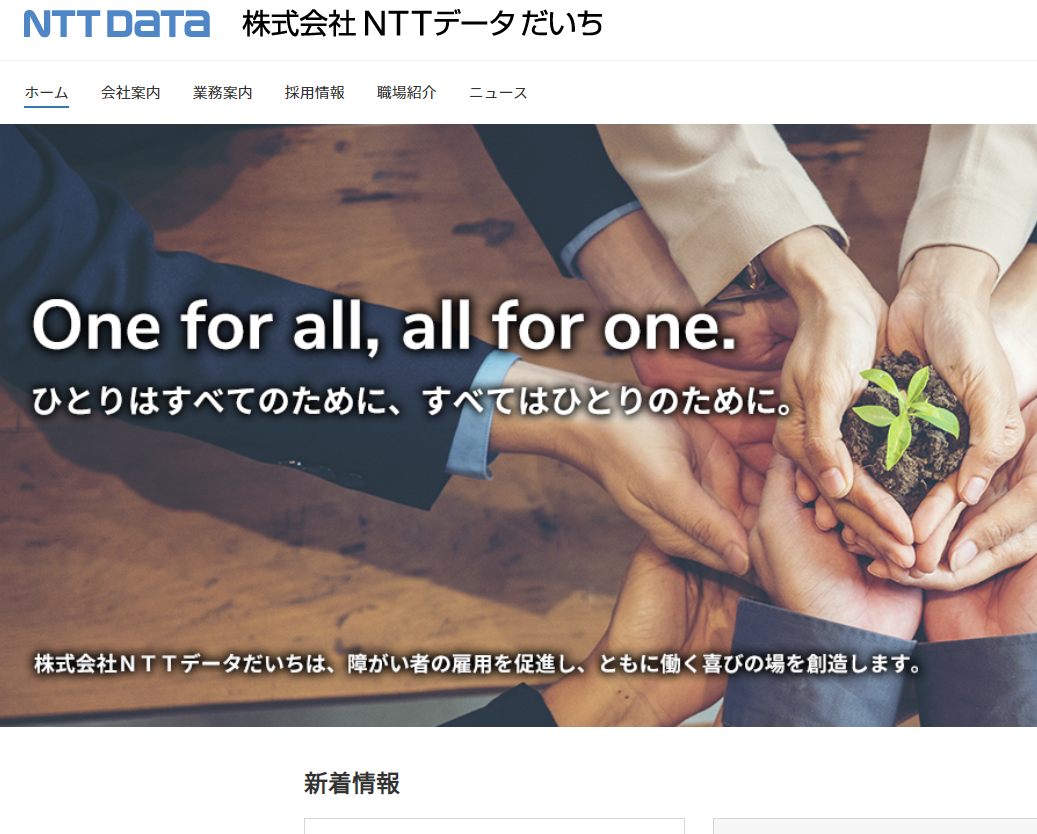 NTT DATA 株式会社 NTTデータ だいち
ホーム 会社案内 業務案内 採用情報 職場紹介 ニュース
One for all, all for one.
ひとりはすべてのために、すべてはひとりのために。
株式会社ＮＴＴデータだいちは、障がい者の雇用を促進し、ともに働く喜びの場を創造します。
新着情報